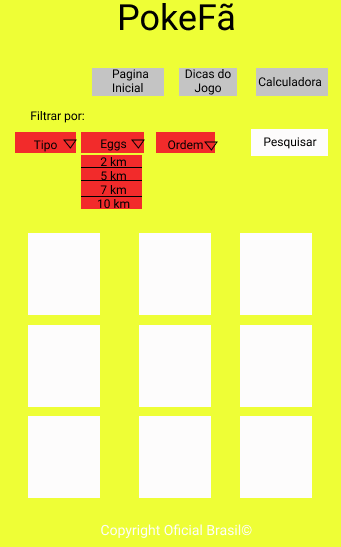 PokeFã
Pagina
Inicial
Dicas do
Jogo
Calculadora
Filtrar por:
Tipo
Eggs
Ordem
Pesquisar
2 km
5 km
7 km
10 km
Copyright Oficial Brasil©